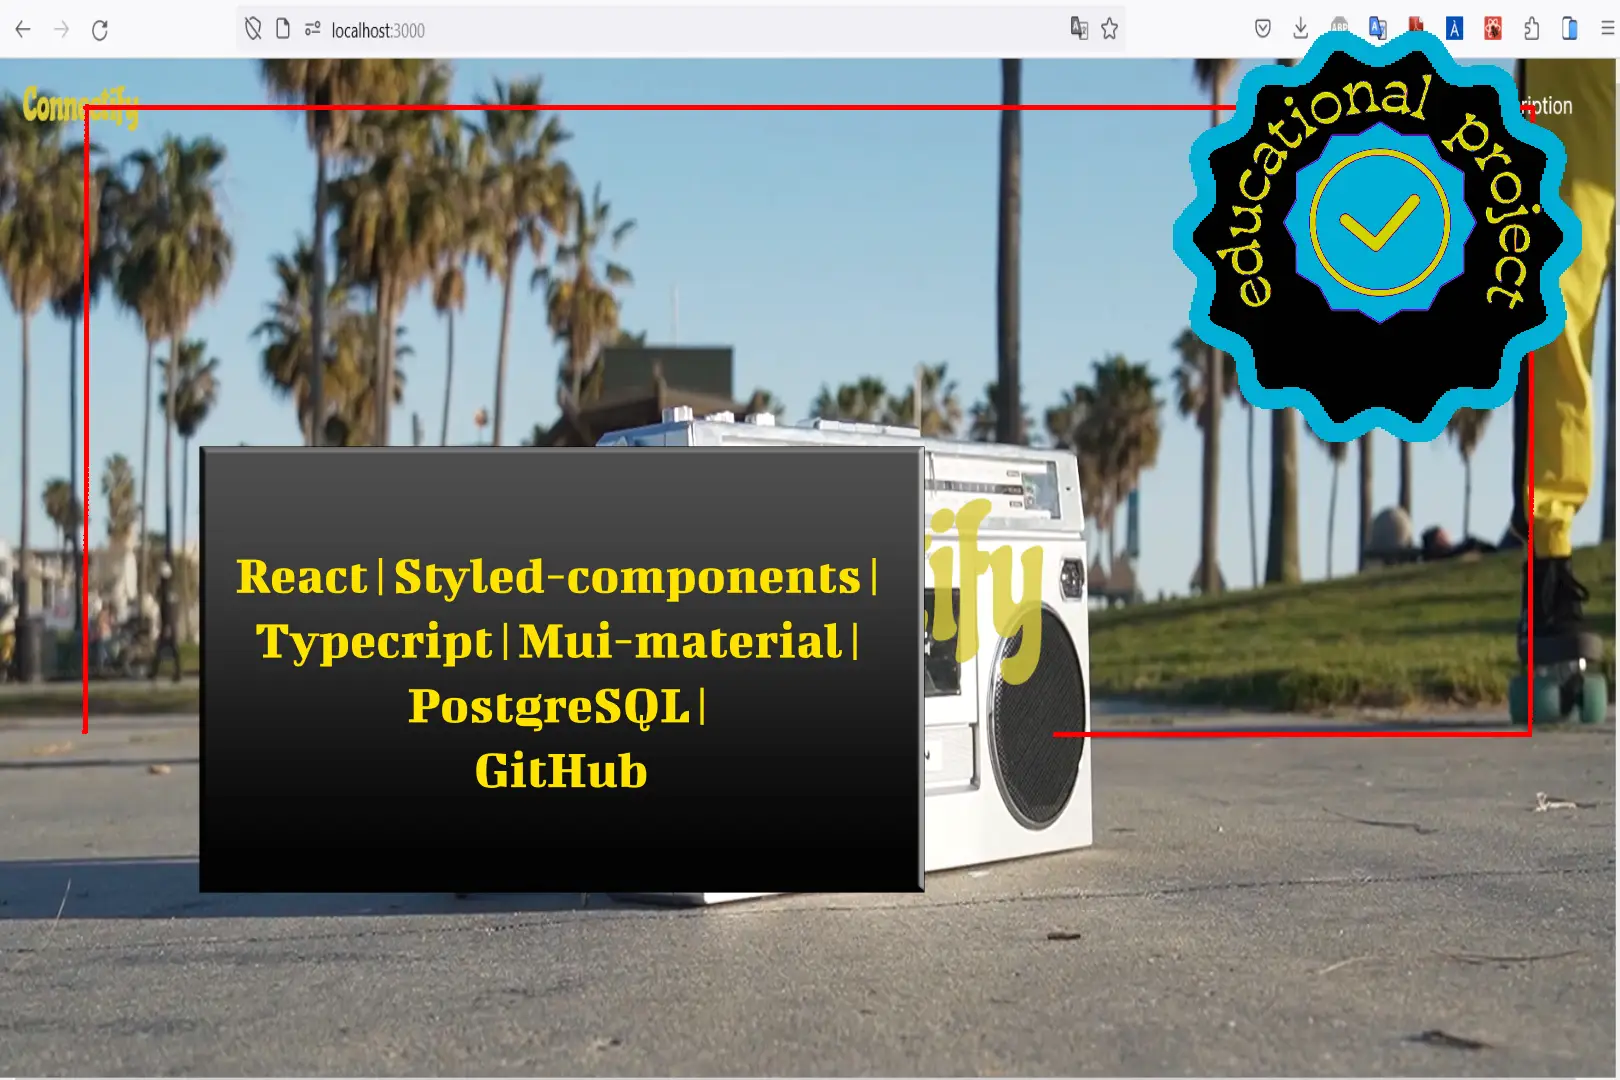 localhost:3000
Connectify
ription
educational project
ify
React|Styled-components|
Typecript|Mui-material|
PostgreSQL|
GitHub